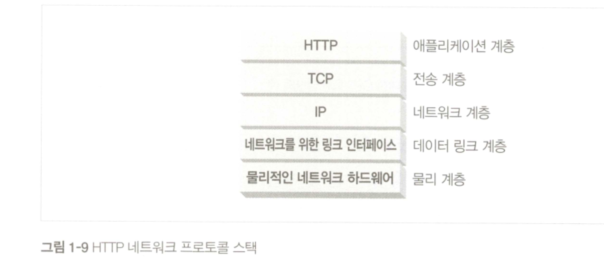 HTTP 애플리케이션 계층
TCP 전송 계층
IP 네트워크 계층
네트워크를 위한 링크 인터페이스 데이터 링크 계층
물리적인 네트워크 하드웨어 물리 계층
그림 1-9 HTTP 네트워크 프로토콜 스택